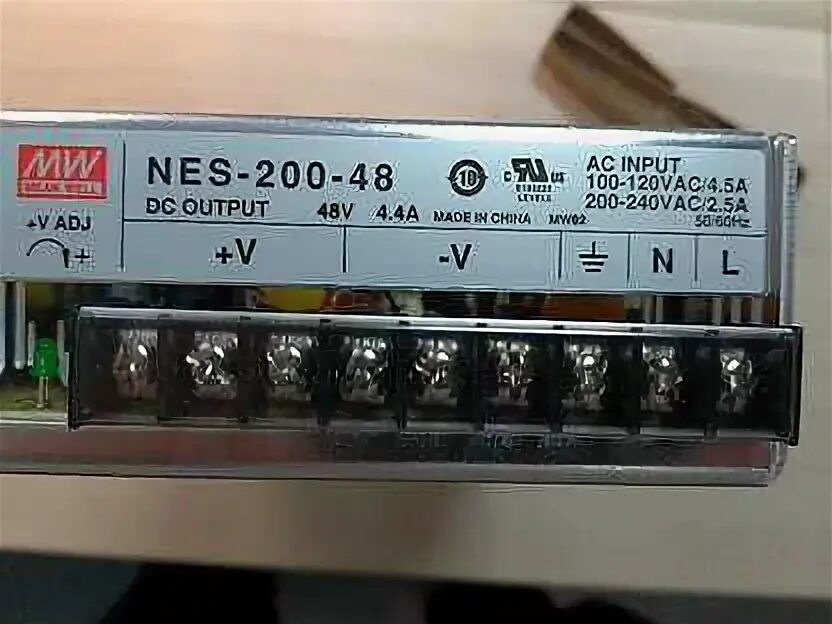 MW
NES-200-48
DC OUTPUT 48V 4.4A
MADE IN CHINA MW02
AC INPUT
100-120VAC/4.5A
200-240VAC/2.5A
50/60Hz
+V ADJ
+
+V -V N L